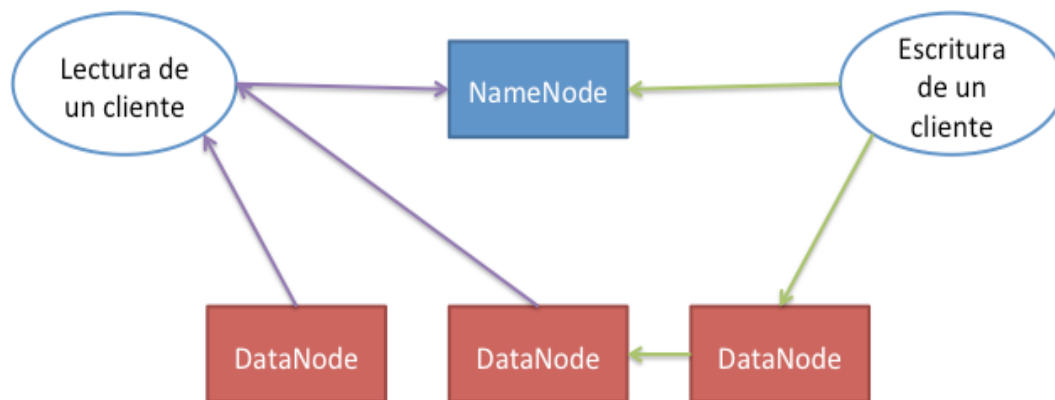 Lectura de
un cliente
NameNode
Escritura
de un
cliente
DataNode
DataNode
DataNode